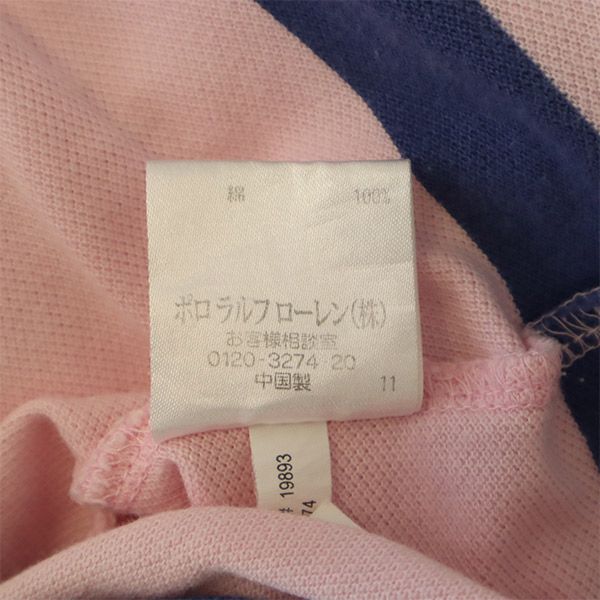 綿 100%
ポロ ラルフ ローレン(株)
お客様相談室
0120-3274-20
中国製 11
# 19893
74